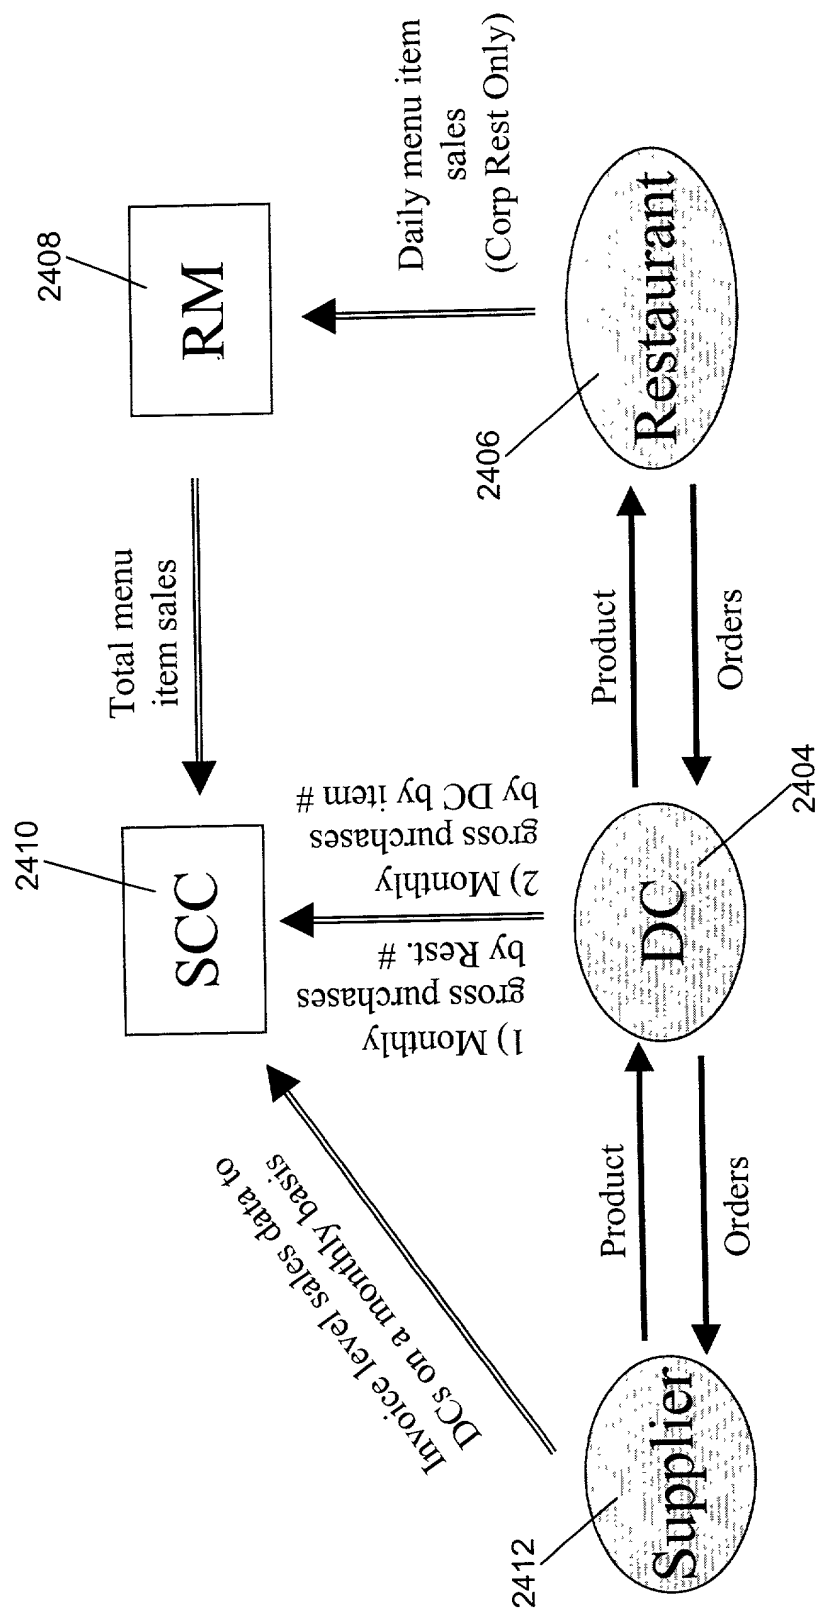 2410
SCC
Total menu
item sales
2408
RM
Invoice level sales data to
DCs on a monthly basis
1) Monthly
gross purchases
by Rest. #
2) Monthly
gross purchases
by DC by item #
Daily menu item
sales
(Corp Rest Only)
2412
Supplier
Product
Orders
DC
2404
Product
Orders
2406
Restaurant